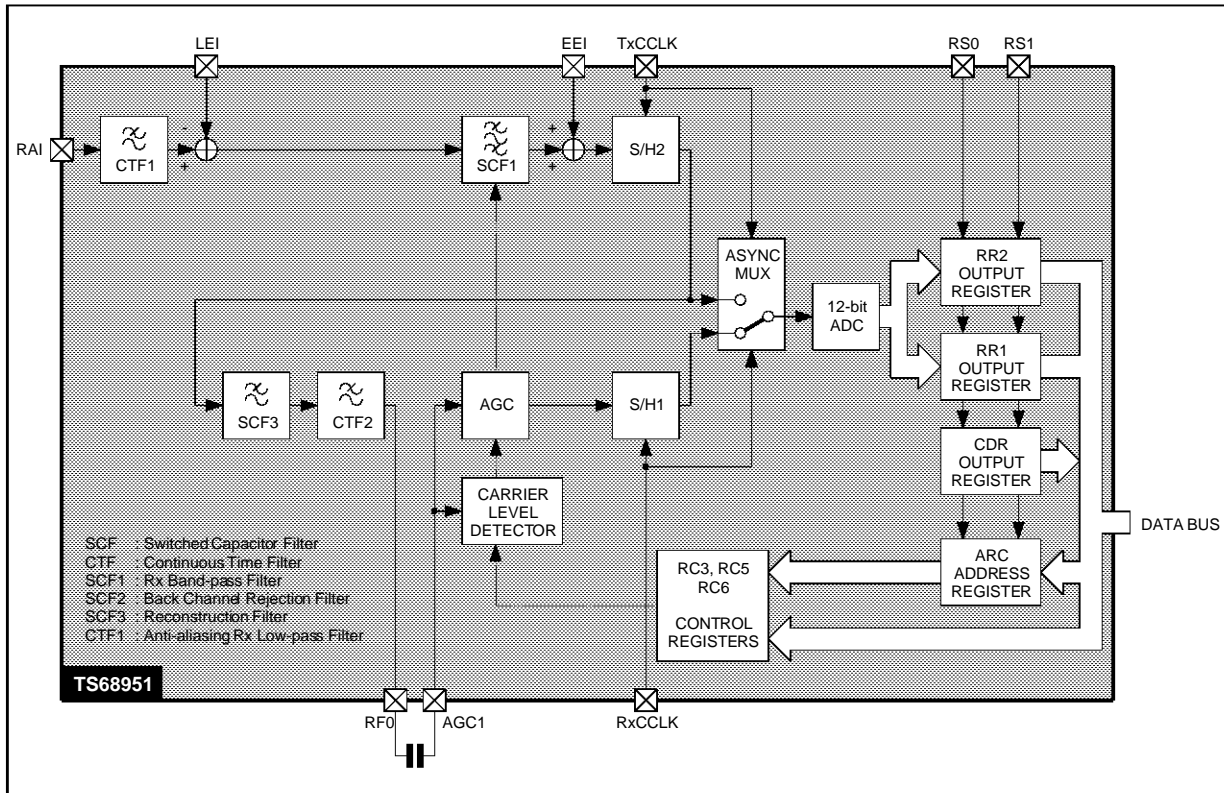 LEI
EEI
TxCCLK
RS0
RS1
RAI
CTF1
-
+
SCF1
+
+
S/H2
ASYNC
MUX
12-bit
ADC
RR2
OUTPUT
REGISTER
RR1
OUTPUT
REGISTER
SCF3
CTF2
AGC
S/H1
CDR
OUTPUT
REGISTER
CARRIER
LEVEL
DETECTOR
DATA BUS
ARC
ADDRESS
REGISTER
RC3, RC5
RC6
CONTROL
REGISTERS
SCF : Switched Capacitor Filter
CTF : Continuous Time Filter
SCF1 : Rx Band-pass Filter
SCF2 : Back Channel Rejection Filter
SCF3 : Reconstruction Filter
CTF1 : Anti-aliasing Rx Low-pass Filter
TS68951
RF0
AGC1
RxCCLK